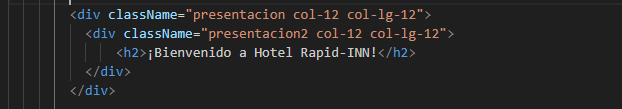 <div className="presentacion col-12 col-lg-12">
<div className="presentacion2 col-12 col-lg-12">
<h2>¡Bienvenido a Hotel Rapid-INN!</h2>
</div>
</div>